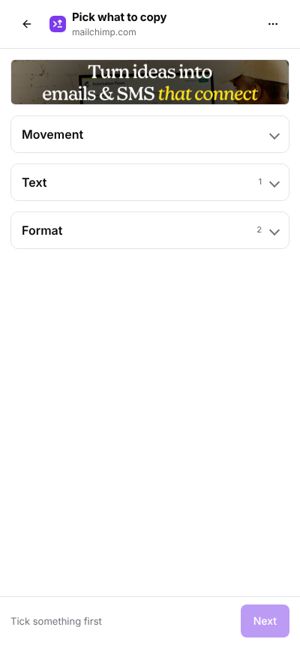 Pick what to copy
mailchimp.com
Turn ideas into
emails & SMS that connect
Movement
Text 1
Format 2
Tick something first
Next